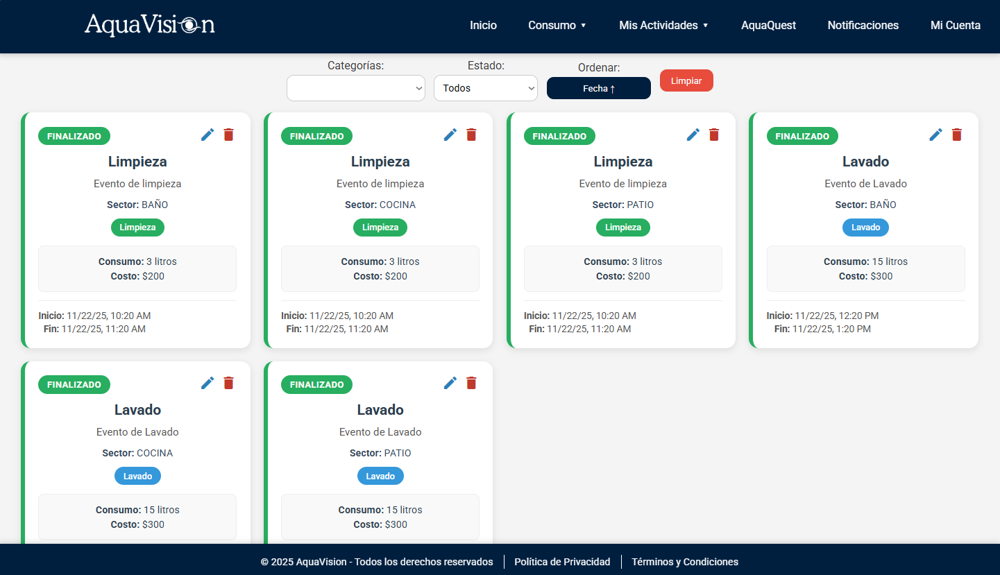 AquaVision
Inicio
Consumo ▼
Mis Actividades ▼
AquaQuest
Notificaciones
Mi Cuenta
Categorías:
Estado:
Todos
Ordenar:
Fecha ↑
Limpiar
FINALIZADO
Limpieza
Evento de limpieza
Sector: BAÑO
Limpieza
Consumo: 3 litros
Costo: $200
Inicio: 11/22/25, 10:20 AM
Fin: 11/22/25, 11:20 AM
FINALIZADO
Limpieza
Evento de limpieza
Sector: COCINA
Limpieza
Consumo: 3 litros
Costo: $200
Inicio: 11/22/25, 10:20 AM
Fin: 11/22/25, 11:20 AM
FINALIZADO
Limpieza
Evento de limpieza
Sector: PATIO
Limpieza
Consumo: 3 litros
Costo: $200
Inicio: 11/22/25, 10:20 AM
Fin: 11/22/25, 11:20 AM
FINALIZADO
Lavado
Evento de Lavado
Sector: BAÑO
Lavado
Consumo: 15 litros
Costo: $300
Inicio: 11/22/25, 12:20 PM
Fin: 11/22/25, 1:20 PM
FINALIZADO
Lavado
Evento de Lavado
Sector: COCINA
Lavado
Consumo: 15 litros
Costo: $300
FINALIZADO
Lavado
Evento de Lavado
Sector: PATIO
Lavado
Consumo: 15 litros
Costo: $300
© 2025 AquaVision - Todos los derechos reservados
Política de Privacidad
Términos y Condiciones